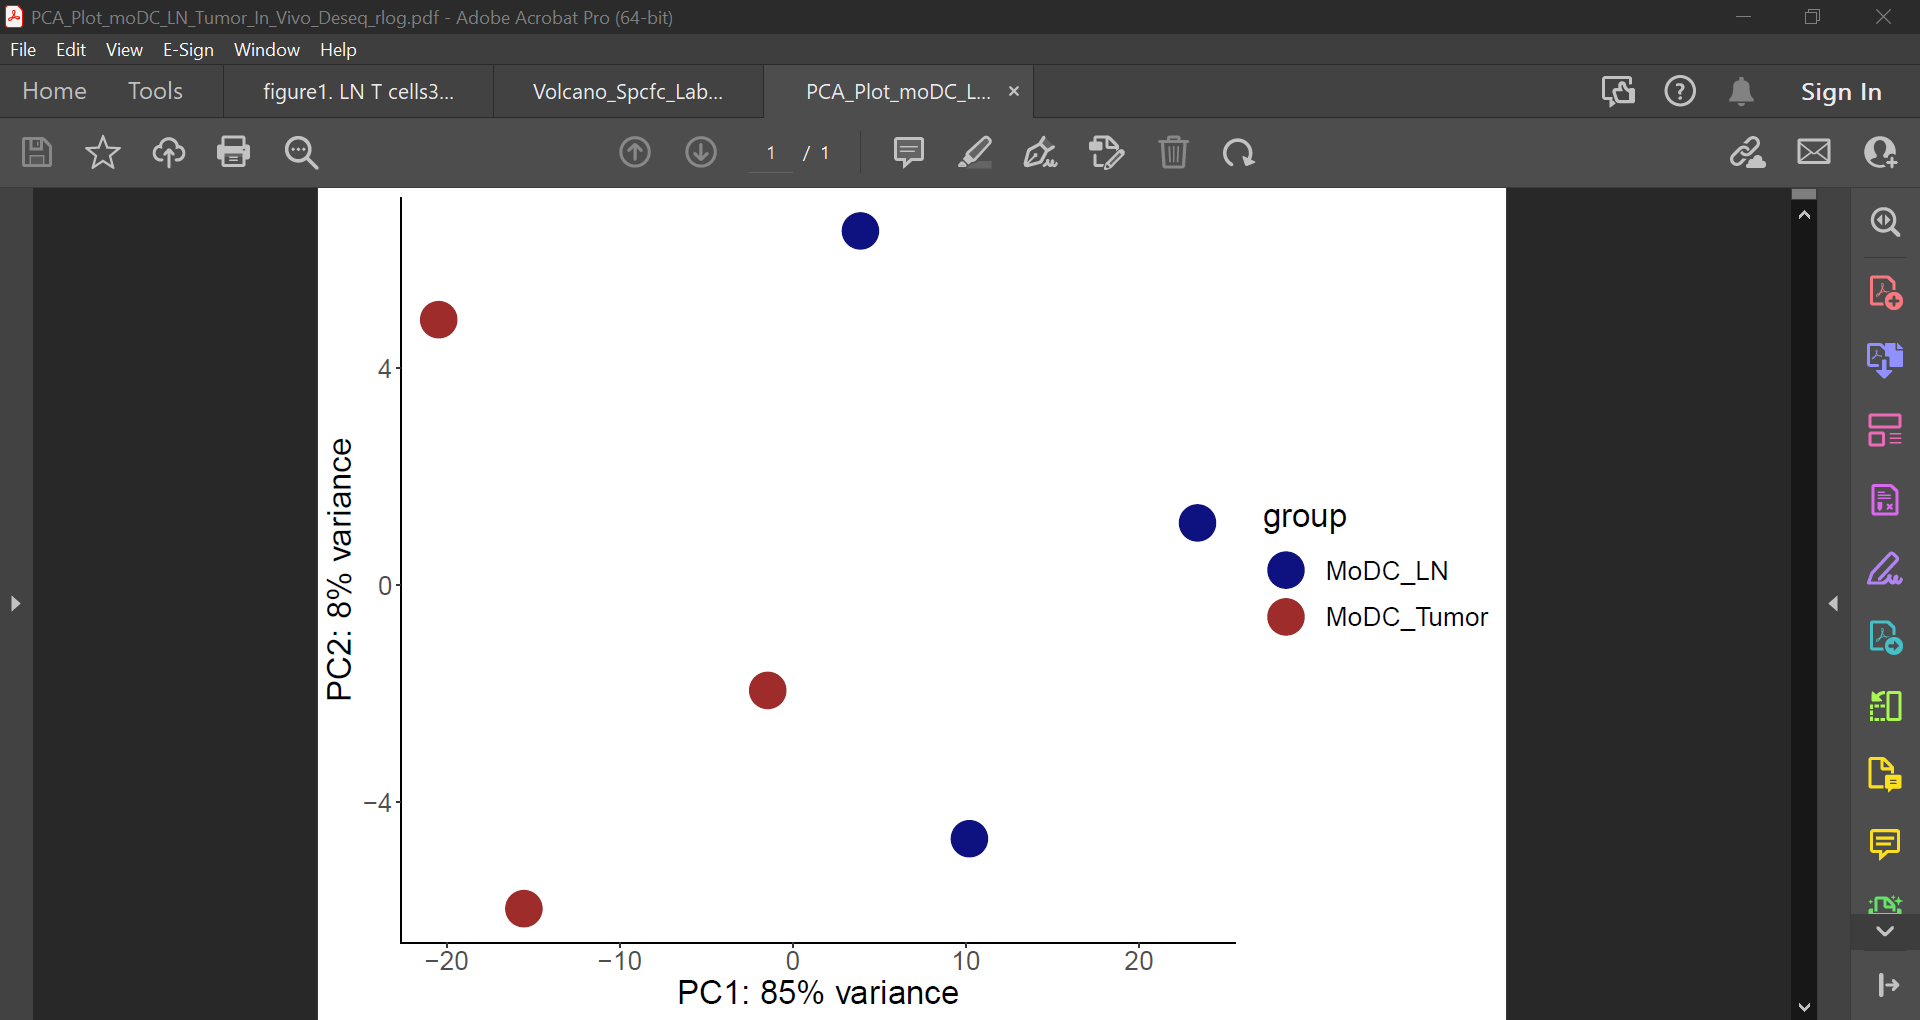 PCA_Plot_moDC_LN_Tumor_In_Vivo_Deseq_rlog.pdf - Adobe Acrobat Pro (64-bit)
File Edit View E-Sign Window Help
Home Tools figure1. LN T cells3... Volcano_Spcfc_Lab... PCA_Plot_moDC_L... × Sign In
1 / 1
4
0
−4
PC2: 8% variance
group
MoDC_LN
MoDC_Tumor
−20 −10 0 10 20
PC1: 85% variance